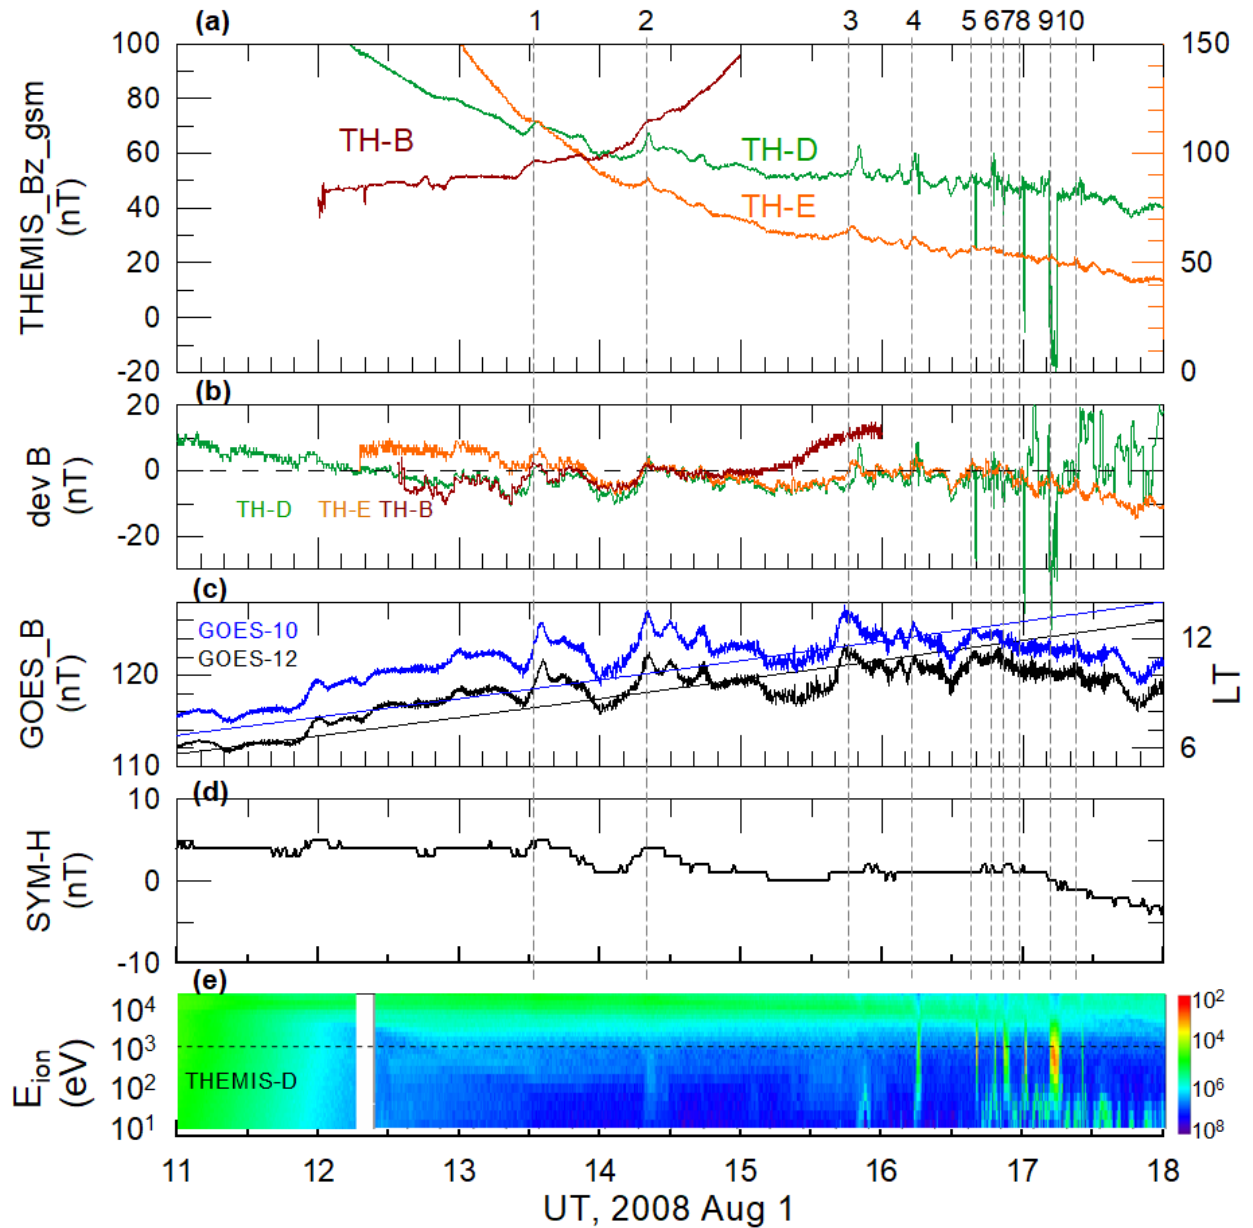 (a) 1 2 3 4 5 6 7 8 9 10
THEMIS_Bz_gsm
(nT)
100
80
60
40
20
0
-20
150
100
50
0
TH-B
TH-D
TH-E
(b)
dev B
(nT)
20
0
-20
TH-D TH-E TH-B
(c)
GOES_B
(nT)
120
110
GOES-10
GOES-12
12
6
LT
(d)
SYM-H
(nT)
10
0
-10
(e)
E_ion
(eV)
10^4
10^3
10^2
10^1
THEMIS-D
10^2
10^4
10^6
10^8
11 12 13 14 15 16 17 18
UT, 2008 Aug 1